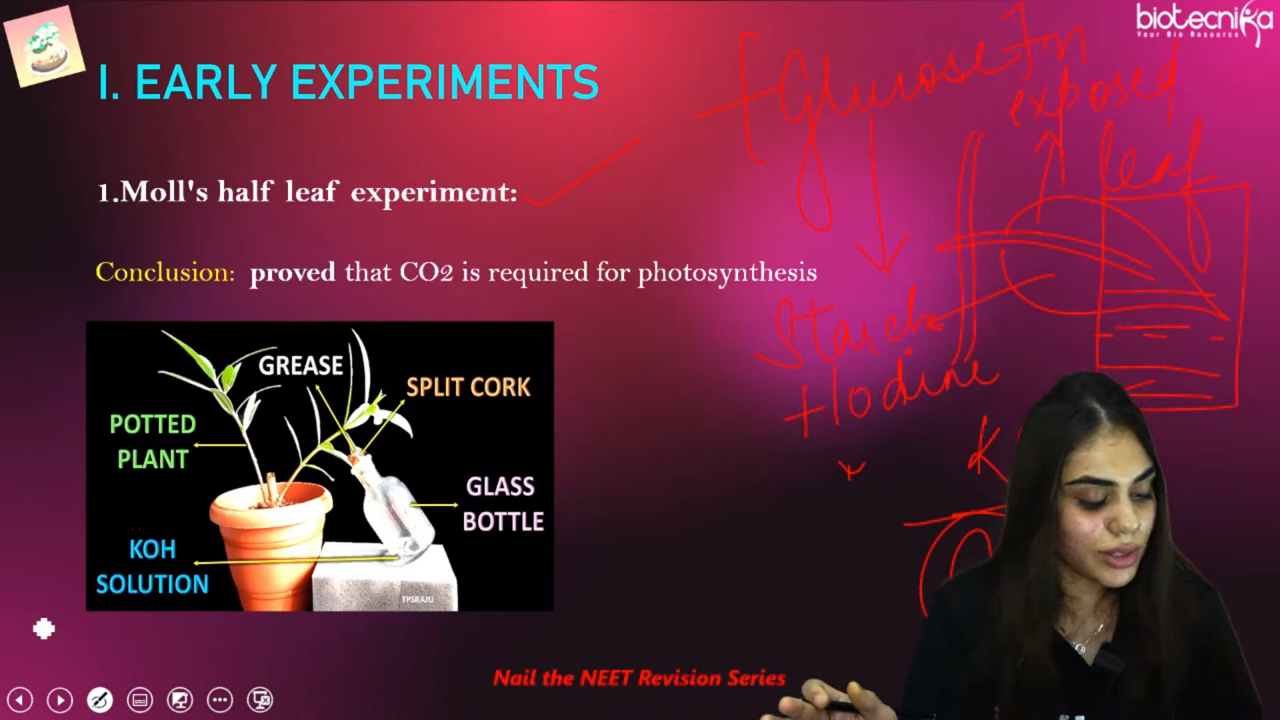 biotecnika
Your Bio Resource
I. EARLY EXPERIMENTS
1.Moll's half leaf experiment:
Conclusion: proved that CO2 is required for photosynthesis
GREASE
SPLIT CORK
POTTED
PLANT
GLASS
BOTTLE
KOH
SOLUTION
TPSRAJU
[Glucose]n
exposed
leaf
Starch
+Iodine
K
Nail the NEET Revision Series